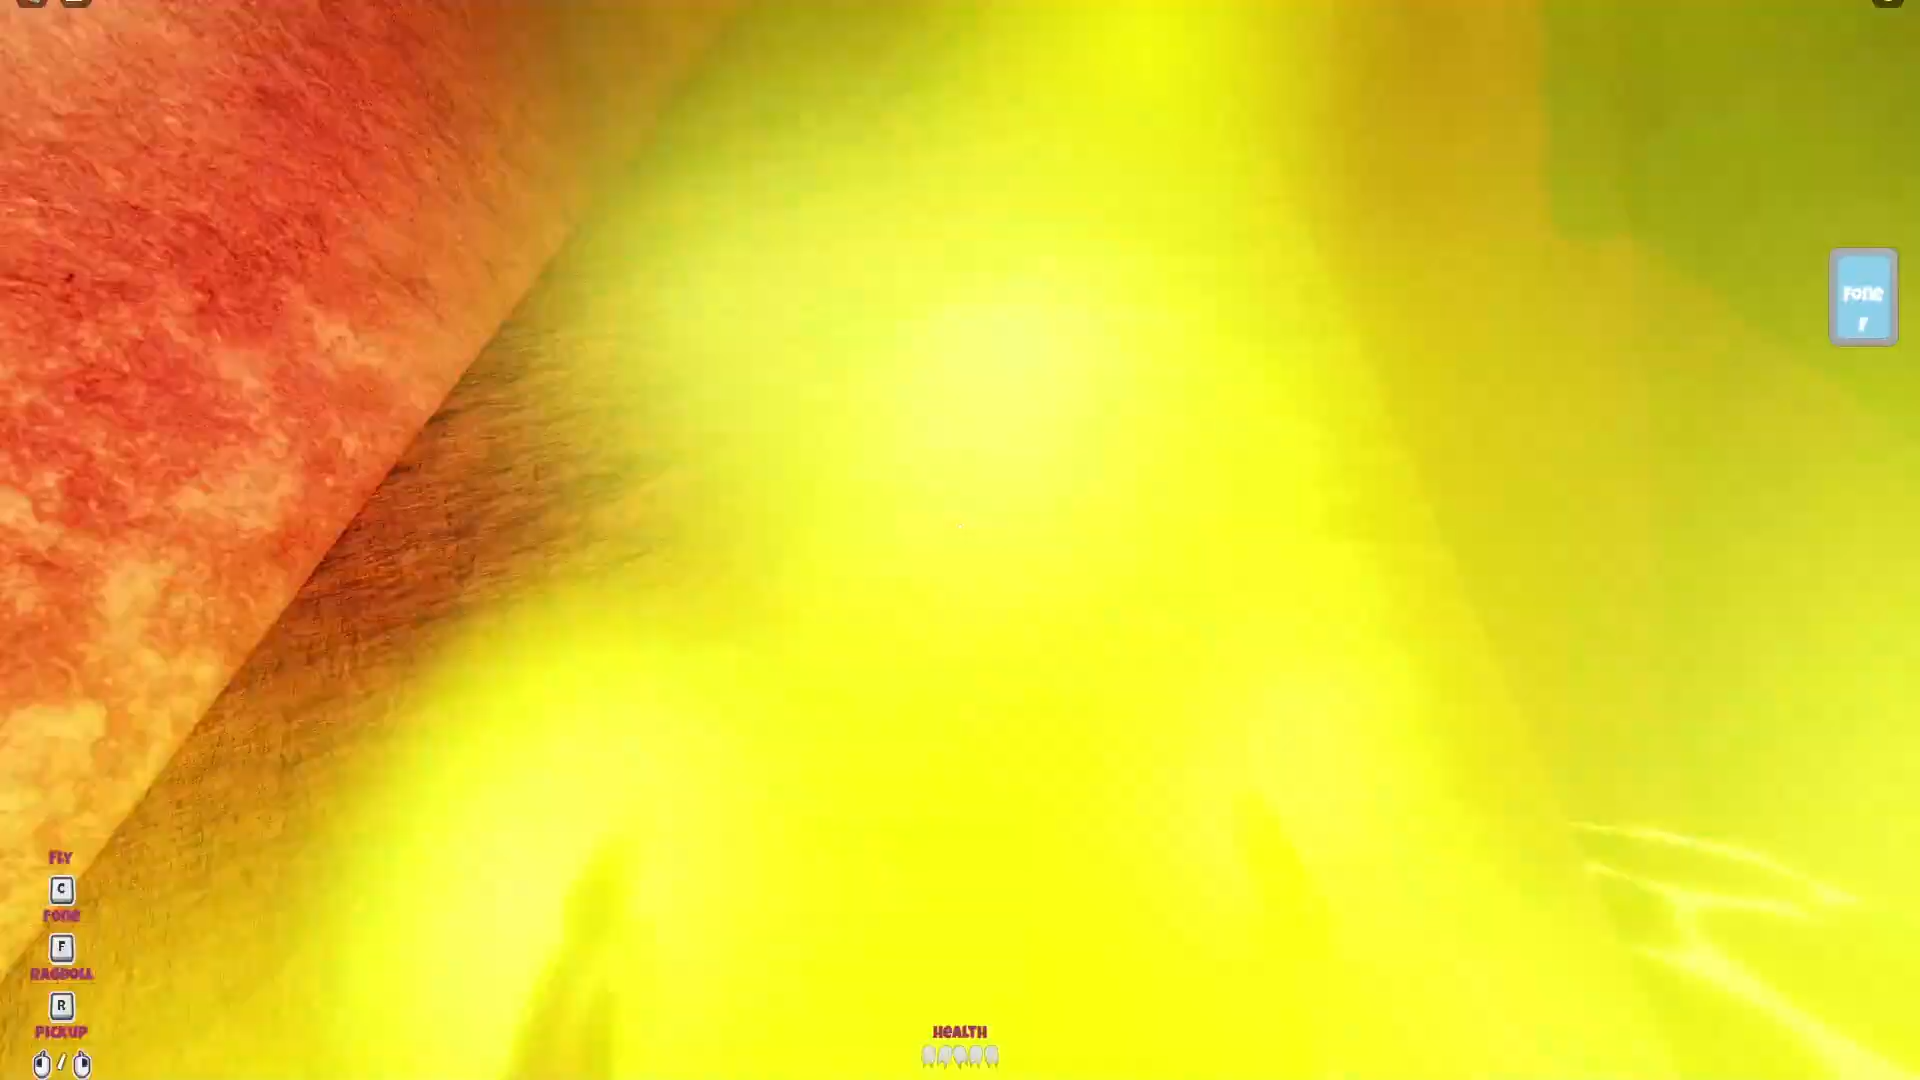 Fone
F
FLY
C
FONE
F
RAGDOLL
R
PICKUP
/
HEALTH